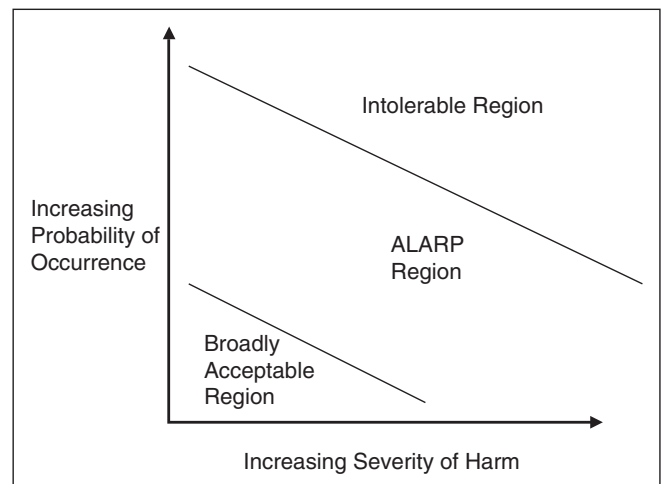 Intolerable Region
Increasing
Probability of
Occurrence
ALARP
Region
Broadly
Acceptable
Region
Increasing Severity of Harm